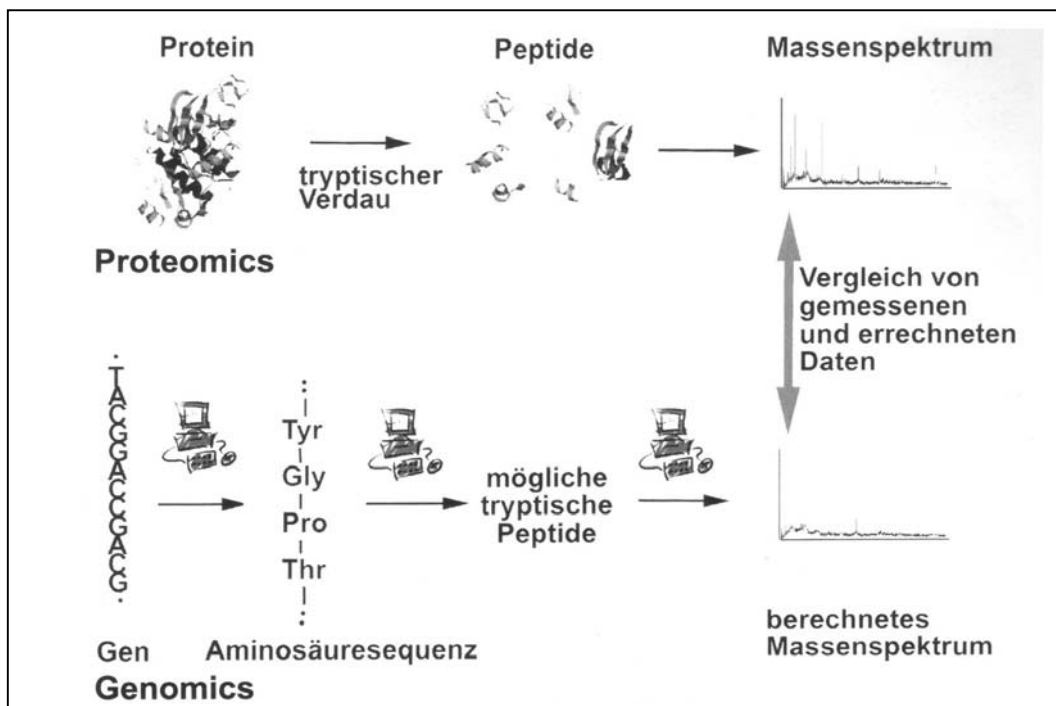 Protein
Peptide
Massenspektrum
tryptischer
Verdau
Proteomics
Vergleich von
gemessenen
und errechneten
Daten
T
A
C
G
G
A
C
C
G
A
C
G
Tyr
Gly
Pro
Thr
mögliche
tryptische
Peptide
Gen
Aminosäuresequenz
berechnetes
Massenspektrum
Genomics